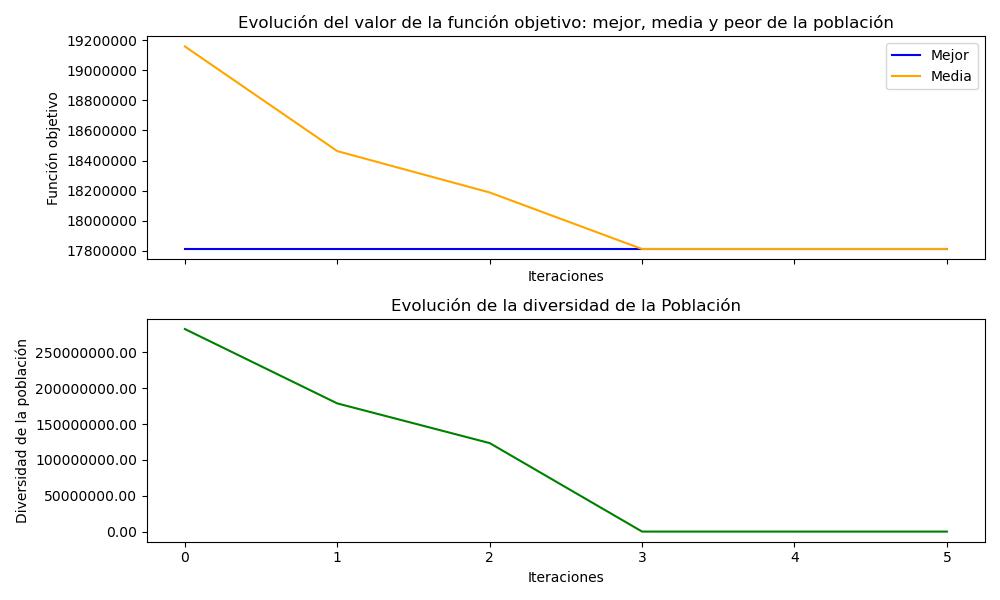 Evolución del valor de la función objetivo: mejor, media y peor de la población
Función objetivo
19200000
19000000
18800000
18600000
18400000
18200000
18000000
17800000
Mejor
Media
Iteraciones
Evolución de la diversidad de la Población
Diversidad de la población
250000000.00
200000000.00
150000000.00
100000000.00
50000000.00
0.00
0 1 2 3 4 5
Iteraciones